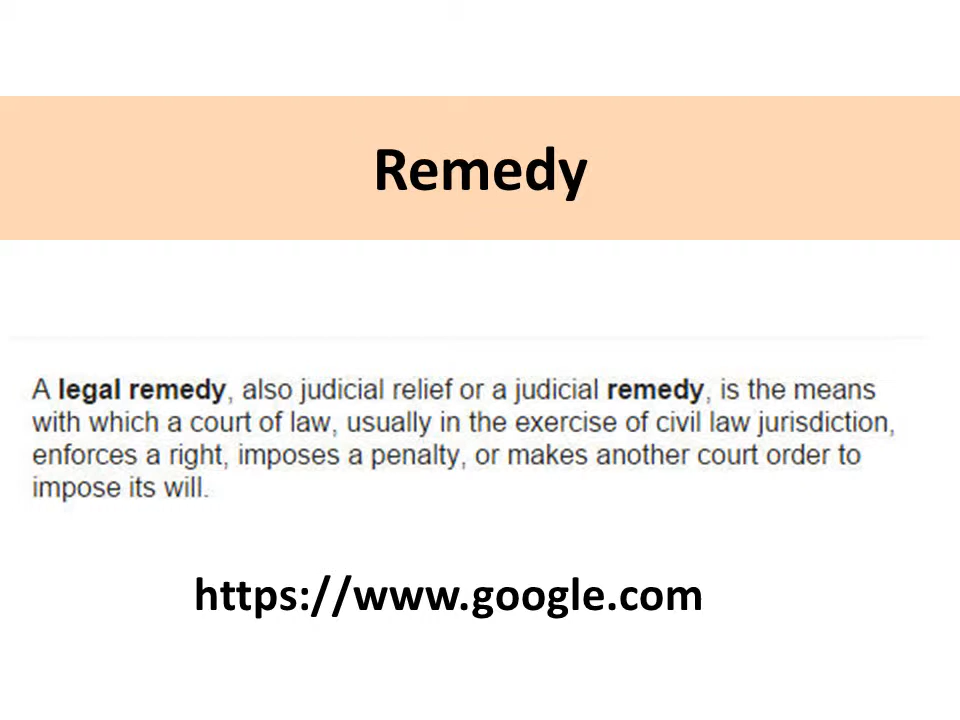 Remedy
A legal remedy, also judicial relief or a judicial remedy, is the means
with which a court of law, usually in the exercise of civil law jurisdiction,
enforces a right, imposes a penalty, or makes another court order to
impose its will.
https://www.google.com